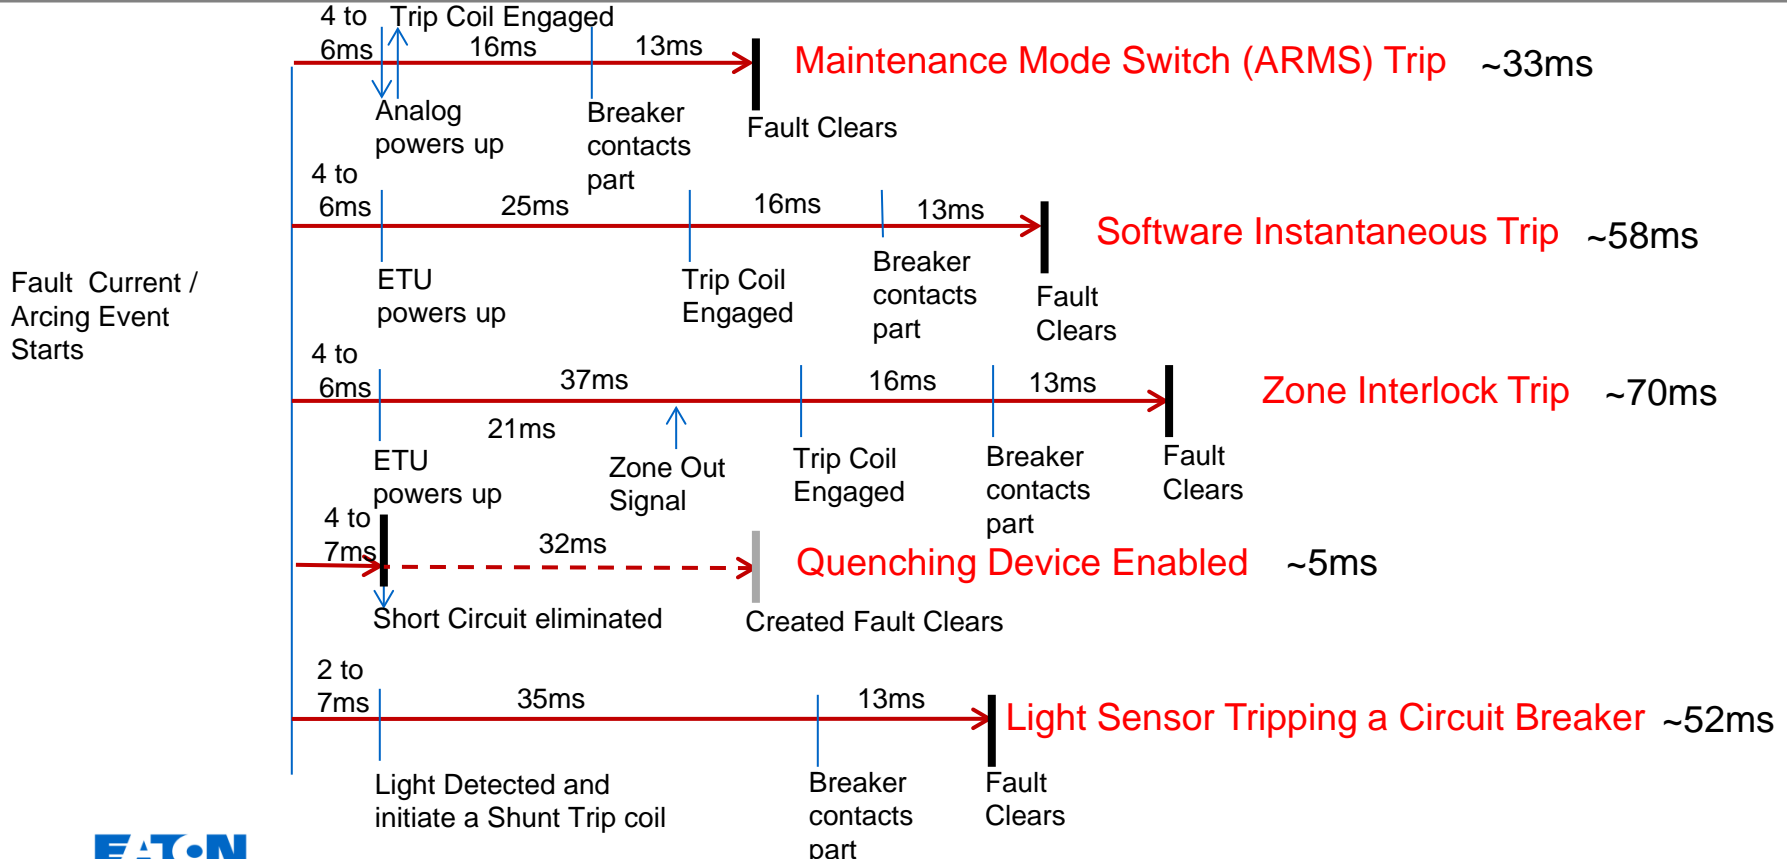 4 to
6ms
Trip Coil Engaged
16ms
13ms
Maintenance Mode Switch (ARMS) Trip
~33ms
Analog
powers up
Breaker
contacts
part
Fault Clears
4 to
6ms
25ms
16ms
13ms
Software Instantaneous Trip
~58ms
ETU
powers up
Trip Coil
Engaged
Breaker
contacts
part
Fault
Clears
Fault Current /
Arcing Event
Starts
4 to
6ms
37ms
16ms
13ms
Zone Interlock Trip
~70ms
21ms
ETU
powers up
Zone Out
Signal
Trip Coil
Engaged
Breaker
contacts
part
Fault
Clears
4 to
7ms
32ms
Quenching Device Enabled
~5ms
Short Circuit eliminated
Created Fault Clears
2 to
7ms
35ms
13ms
Light Sensor Tripping a Circuit Breaker
~52ms
Light Detected and
initiate a Shunt Trip coil
Breaker
contacts
part
Fault
Clears
EATON